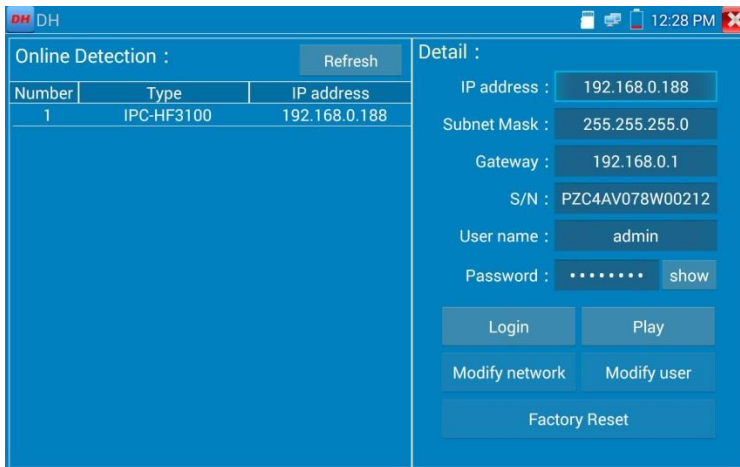 DH DH 12:28 PM
Online Detection :
Refresh
Number Type IP address
1 IPC-HF3100 192.168.0.188
Detail :
IP address : 192.168.0.188
Subnet Mask : 255.255.255.0
Gateway : 192.168.0.1
S/N : PZC4AV078W00212
User name : admin
Password : •••••••• show
Login Play
Modify network Modify user
Factory Reset